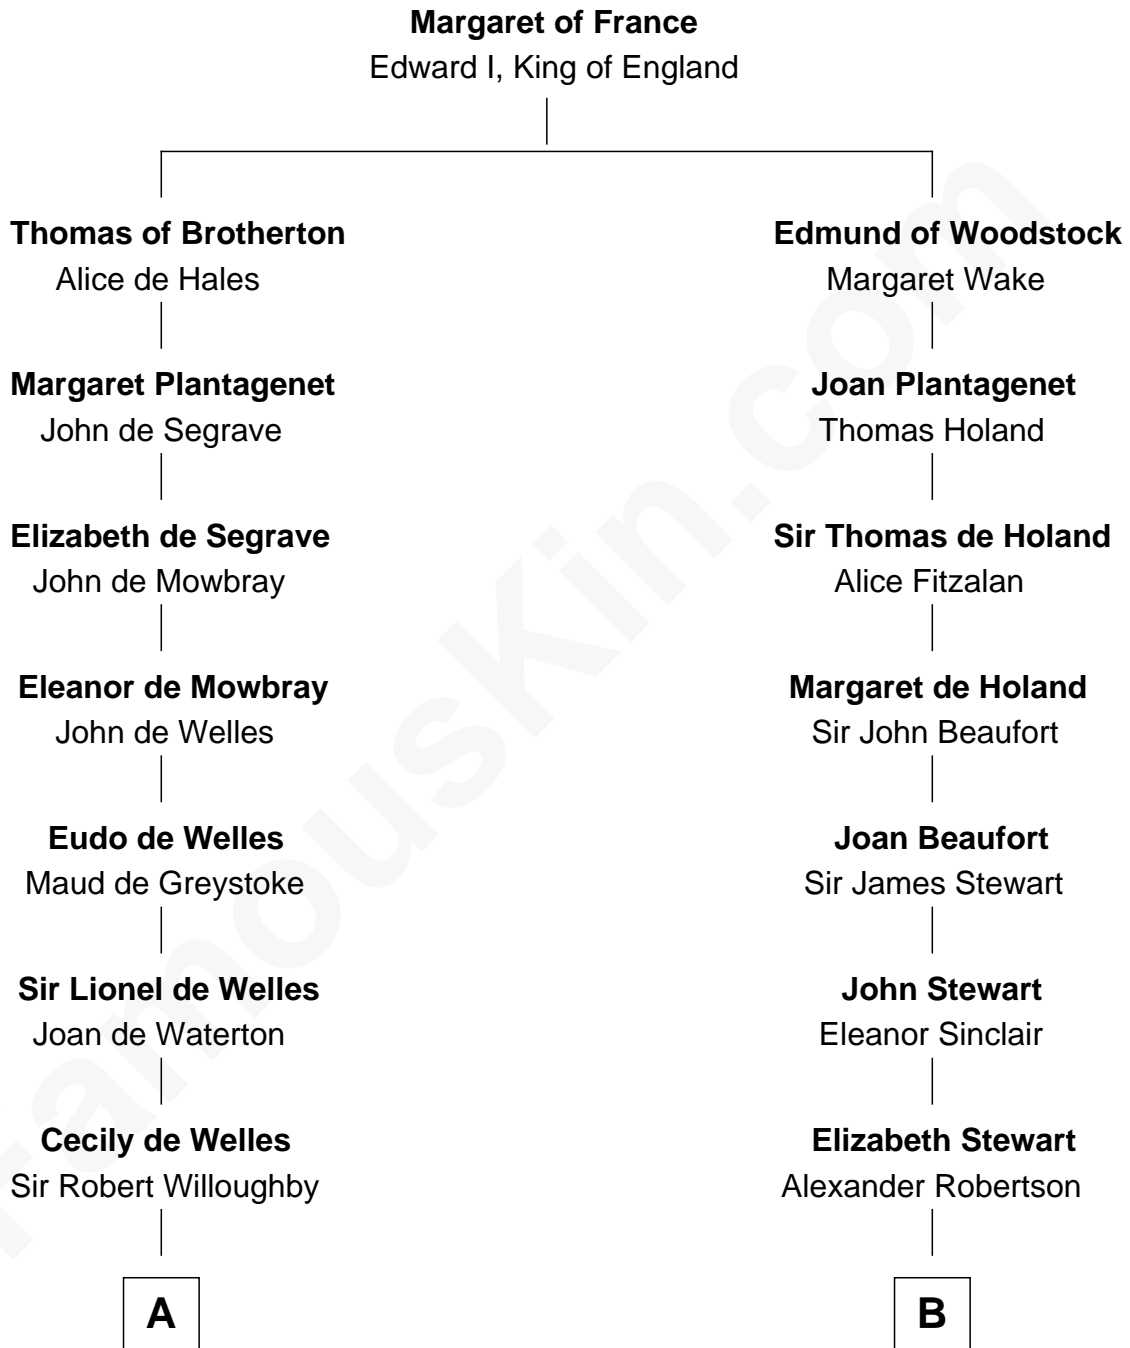 Margaret of France
Edward I, King of England
Thomas of Brotherton
Alice de Hales
Edmund of Woodstock
Margaret Wake
Margaret Plantagenet
John de Segrave
Joan Plantagenet
Thomas Holand
Elizabeth de Segrave
John de Mowbray
Sir Thomas de Holand
Alice Fitzalan
Eleanor de Mowbray
John de Welles
Margaret de Holand
Sir John Beaufort
Eudo de Welles
Maud de Greystoke
Joan Beaufort
Sir James Stewart
Sir Lionel de Welles
Joan de Waterton
John Stewart
Eleanor Sinclair
Cecily de Welles
Sir Robert Willoughby
Elizabeth Stewart
Alexander Robertson
A
B
FamousKin.com